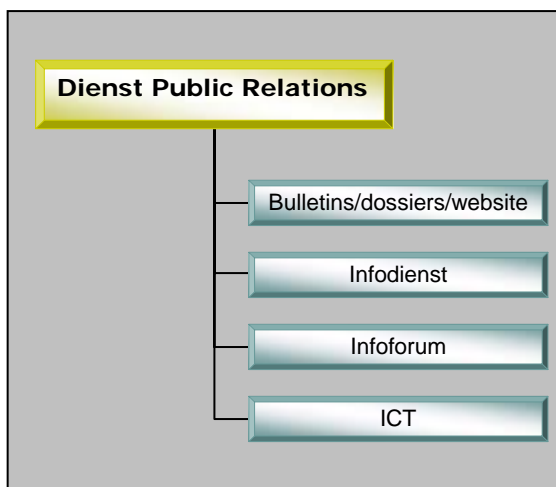 Dienst Public Relations
Bulletins/dossiers/website
Infodienst
Infoforum
ICT